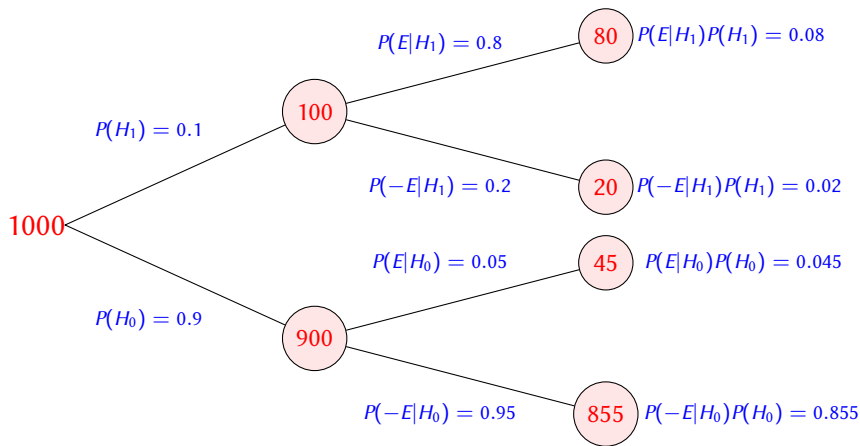 80 P(E|H₁)P(H₁) = 0.08
P(E|H₁) = 0.8
100
P(H₁) = 0.1
P(−E|H₁) = 0.2
20 P(−E|H₁)P(H₁) = 0.02
1000
P(E|H₀) = 0.05
45 P(E|H₀)P(H₀) = 0.045
P(H₀) = 0.9
900
P(−E|H₀) = 0.95
855 P(−E|H₀)P(H₀) = 0.855